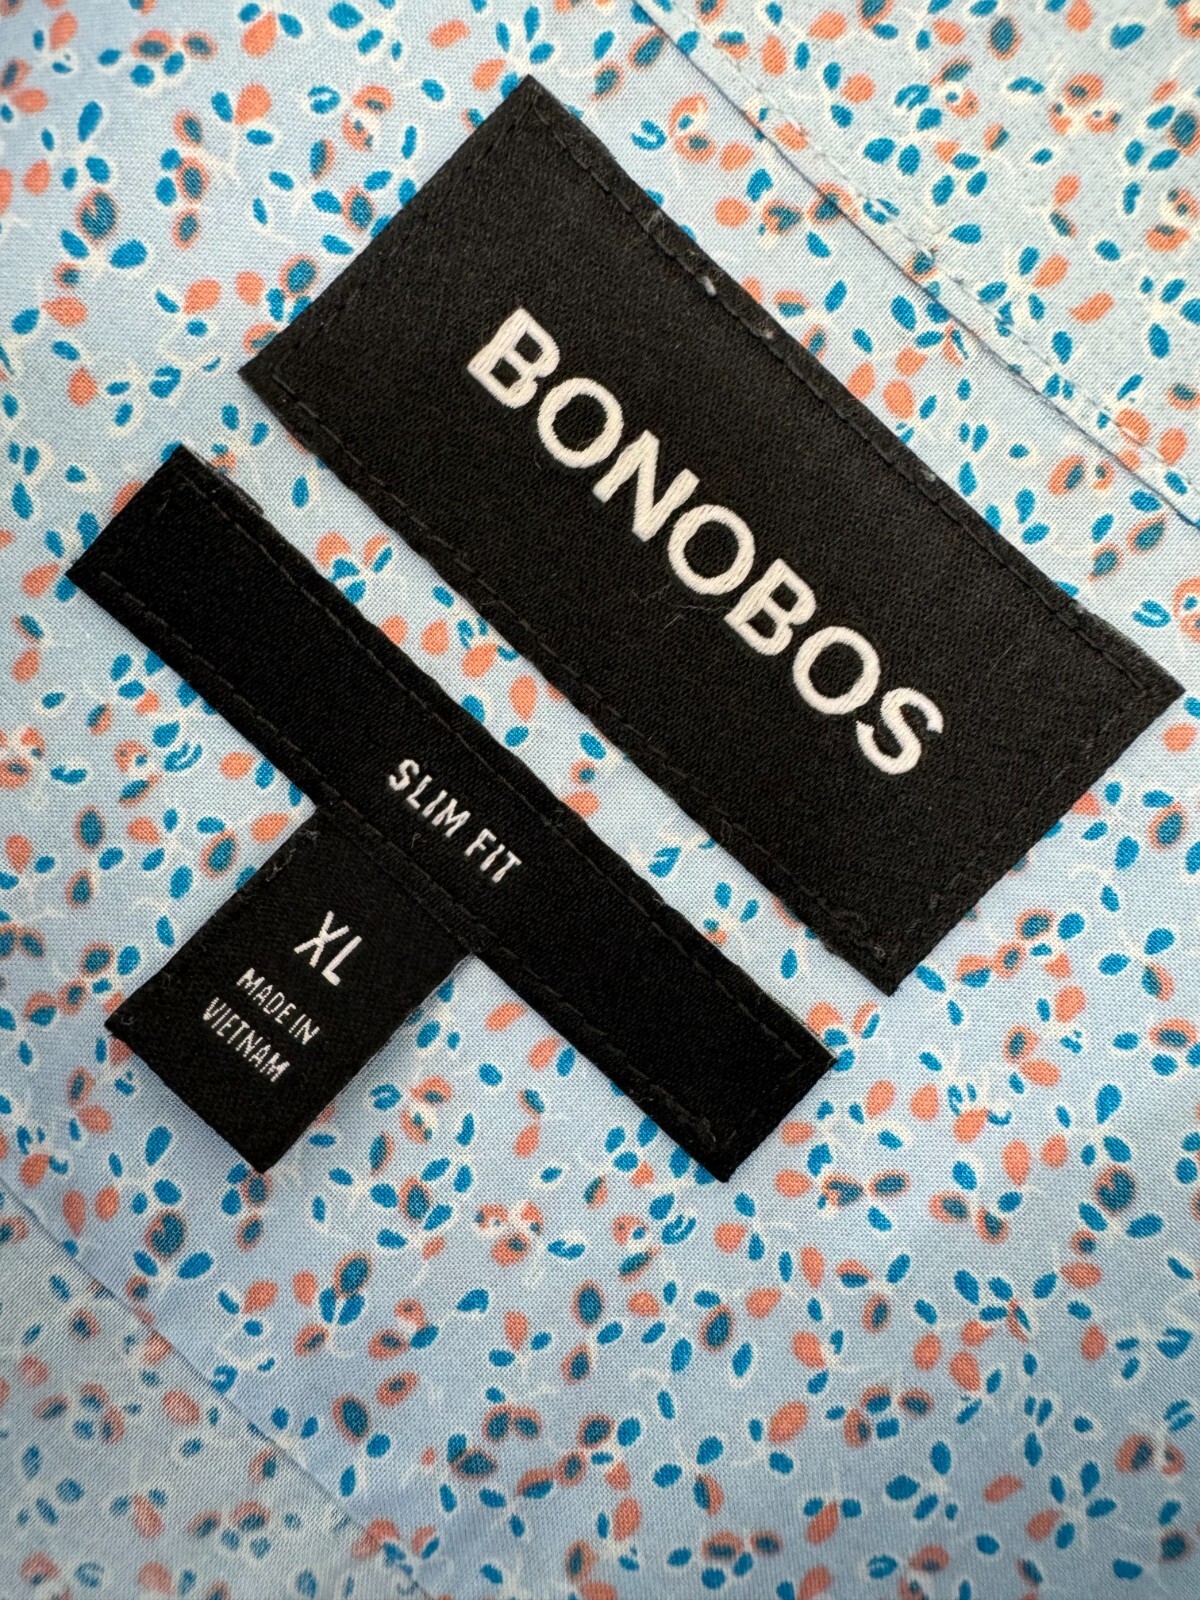 BONOBOS
SLIM FIT
XL
MADE IN
VIETNAM